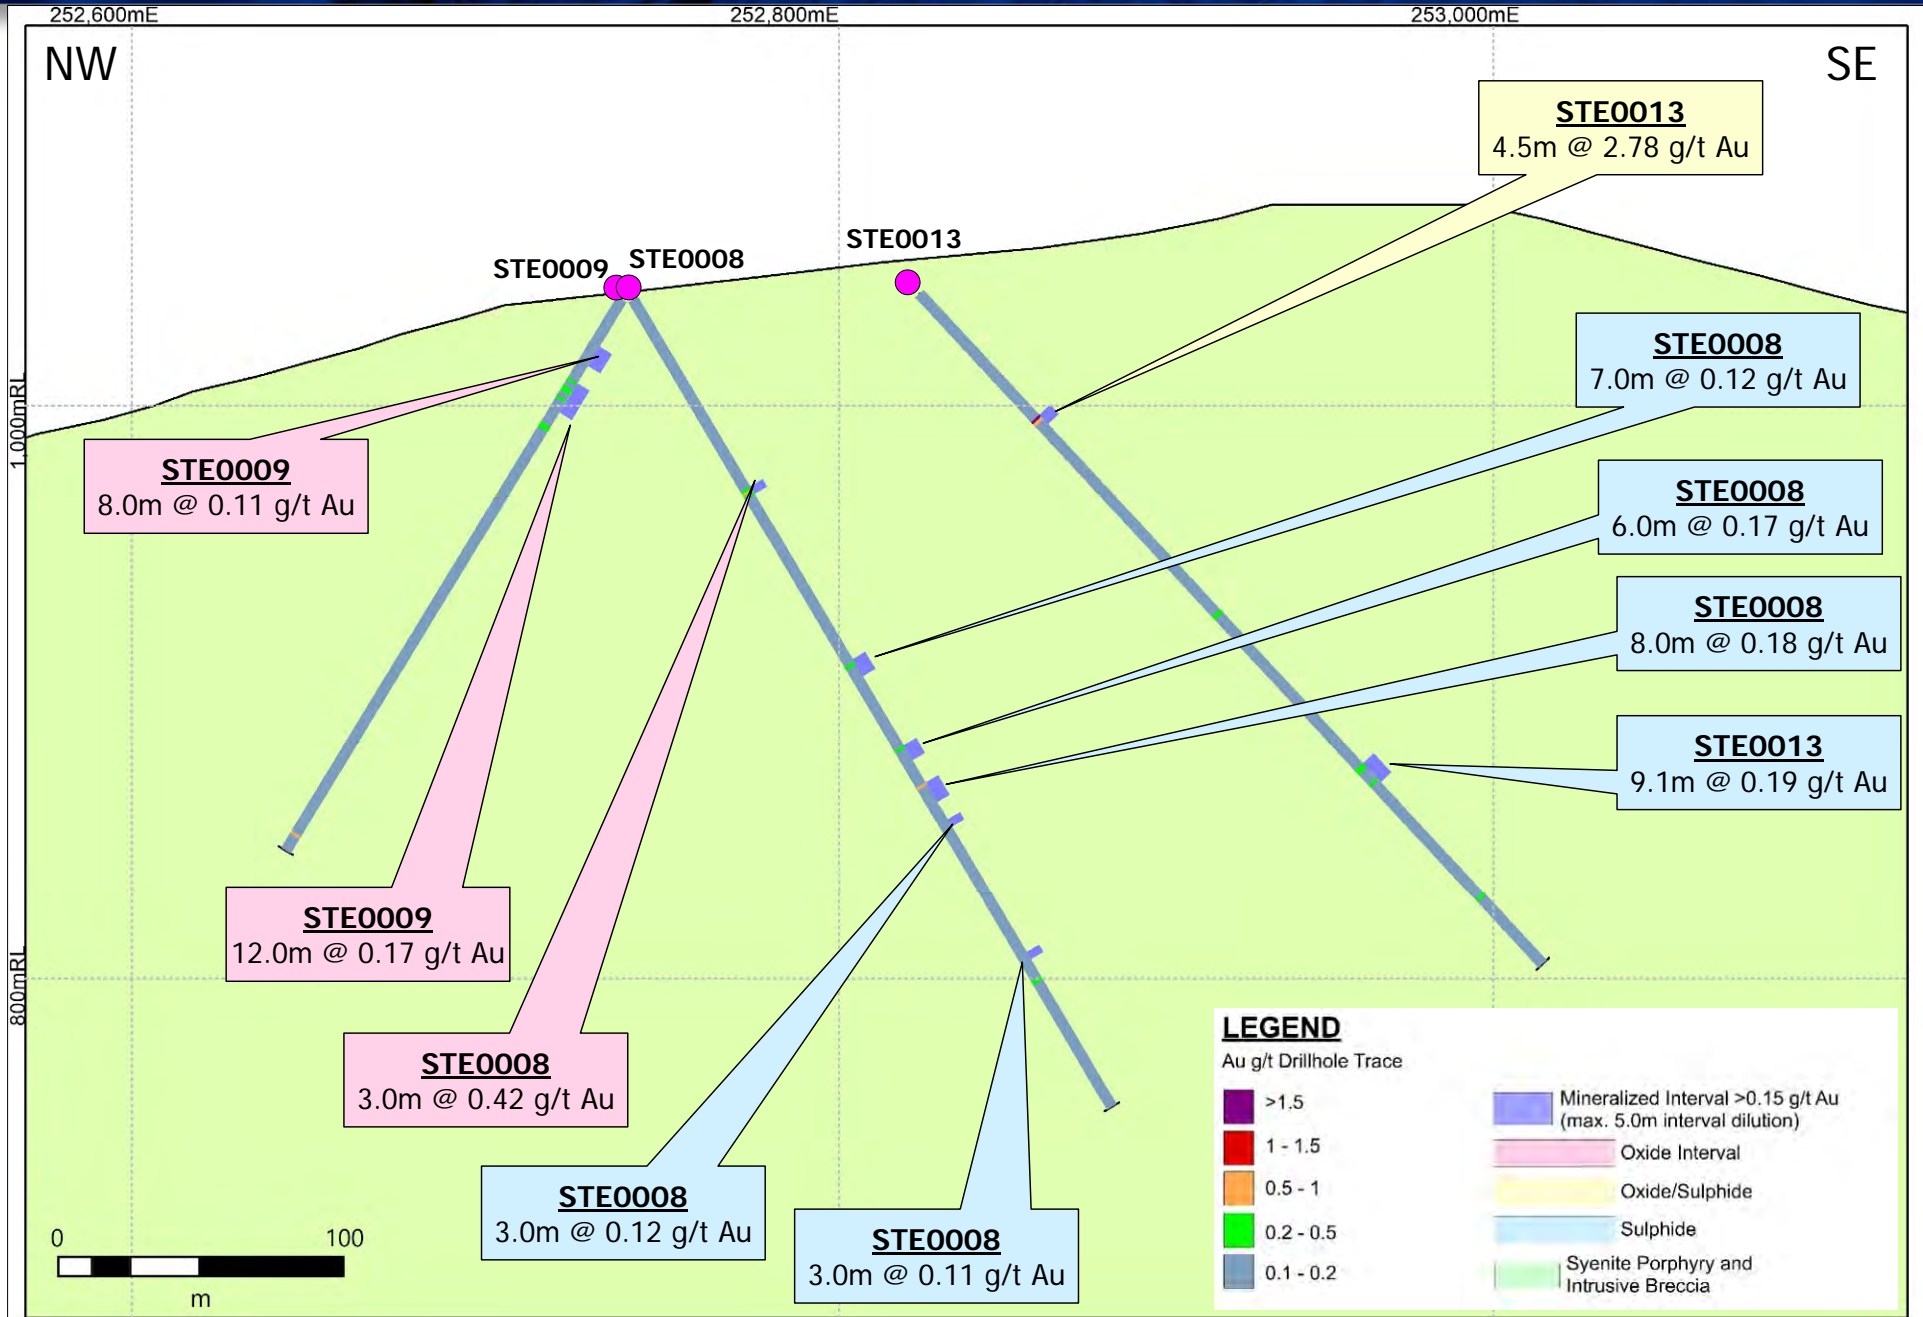 252,600mE
252,800mE
253,000mE
NW
SE
STE0013
4.5m @ 2.78 g/t Au
STE0013
STE0009
STE0008
STE0008
7.0m @ 0.12 g/t Au
1,000mRL
STE0009
8.0m @ 0.11 g/t Au
STE0008
6.0m @ 0.17 g/t Au
STE0008
8.0m @ 0.18 g/t Au
STE0013
9.1m @ 0.19 g/t Au
STE0009
12.0m @ 0.17 g/t Au
800mRL
STE0008
3.0m @ 0.42 g/t Au
STE0008
3.0m @ 0.12 g/t Au
STE0008
3.0m @ 0.11 g/t Au
0
100
m
LEGEND
Au g/t Drillhole Trace
>1.5
1 - 1.5
0.5 - 1
0.2 - 0.5
0.1 - 0.2
Mineralized Interval >0.15 g/t Au
(max. 5.0m interval dilution)
Oxide Interval
Oxide/Sulphide
Sulphide
Syenite Porphyry and
Intrusive Breccia